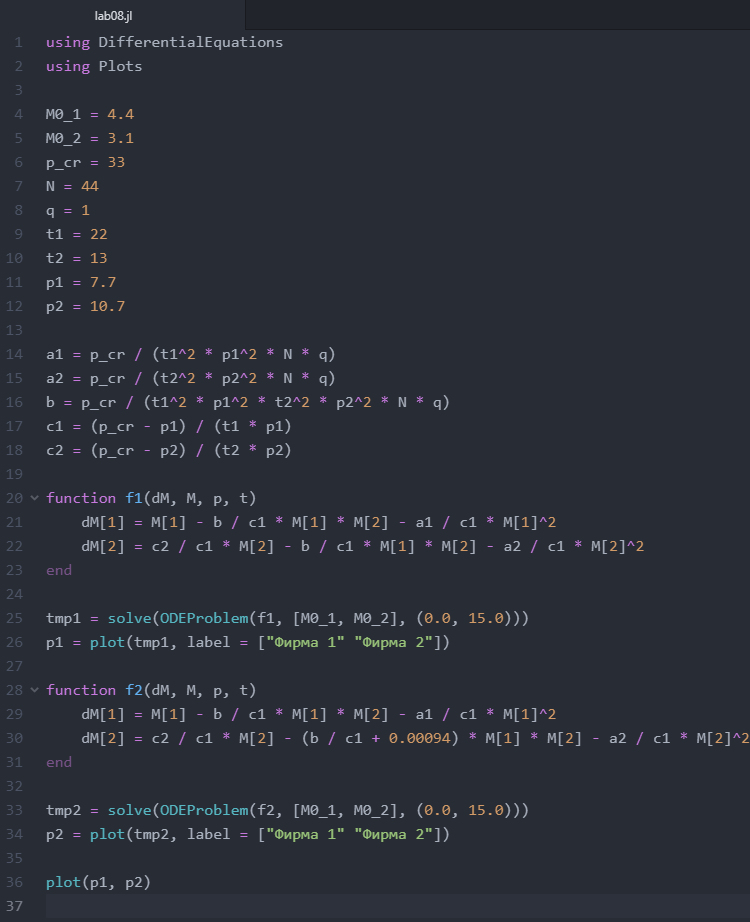 lab08.jl
1 using DifferentialEquations
2 using Plots
3
4 M0_1 = 4.4
5 M0_2 = 3.1
6 p_cr = 33
7 N = 44
8 q = 1
9 t1 = 22
10 t2 = 13
11 p1 = 7.7
12 p2 = 10.7
13
14 a1 = p_cr / (t1^2 * p1^2 * N * q)
15 a2 = p_cr / (t2^2 * p2^2 * N * q)
16 b = p_cr / (t1^2 * p1^2 * t2^2 * p2^2 * N * q)
17 c1 = (p_cr - p1) / (t1 * p1)
18 c2 = (p_cr - p2) / (t2 * p2)
19
20 function f1(dM, M, p, t)
21     dM[1] = M[1] - b / c1 * M[1] * M[2] - a1 / c1 * M[1]^2
22     dM[2] = c2 / c1 * M[2] - b / c1 * M[1] * M[2] - a2 / c1 * M[2]^2
23 end
24
25 tmp1 = solve(ODEProblem(f1, [M0_1, M0_2], (0.0, 15.0)))
26 p1 = plot(tmp1, label = ["Фирма 1" "Фирма 2"])
27
28 function f2(dM, M, p, t)
29     dM[1] = M[1] - b / c1 * M[1] * M[2] - a1 / c1 * M[1]^2
30     dM[2] = c2 / c1 * M[2] - (b / c1 + 0.00094) * M[1] * M[2] - a2 / c1 * M[2]^2
31 end
32
33 tmp2 = solve(ODEProblem(f2, [M0_1, M0_2], (0.0, 15.0)))
34 p2 = plot(tmp2, label = ["Фирма 1" "Фирма 2"])
35
36 plot(p1, p2)
37